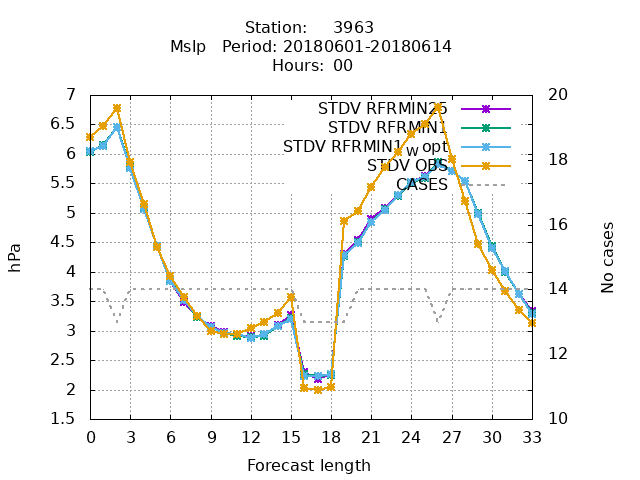 Station: 3963
Mslp Period: 20180601-20180614
Hours: 00
7
6.5
6
5.5
5
4.5
4
3.5
3
2.5
2
1.5
20
18
16
14
12
10
STDV RFRMIN25
STDV RFRMIN1
STDV RFRMIN1_W opt
STDV OBS
CASES
hPa
No cases
0 3 6 9 12 15 18 21 24 27 30 33
Forecast length